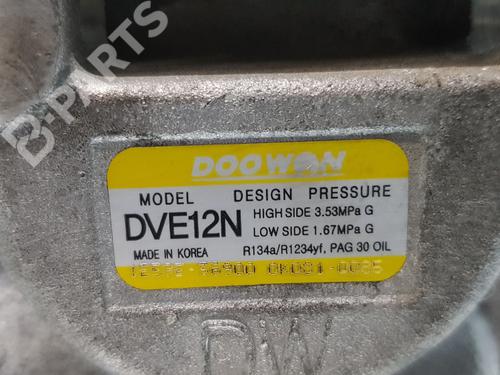 B-PARTS
DOOWON
MODEL DESIGN PRESSURE
DVE12N HIGH SIDE 3.53MPa G
LOW SIDE 1.67MPa G
MADE IN KOREA R134a/R1234yf, PAG 30 OIL
DW